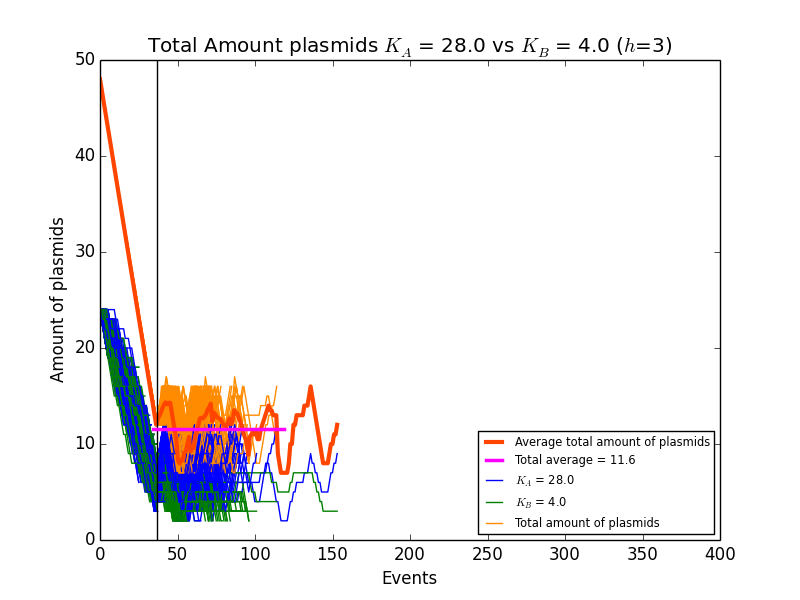 Total Amount plasmids K_A = 28.0 vs K_B = 4.0 (h=3)
50
40
30
20
10
0
Amount of plasmids
0 50 100 150 200 250 300 350 400
Events
Average total amount of plasmids
Total average = 11.6
K_A = 28.0
K_B = 4.0
Total amount of plasmids